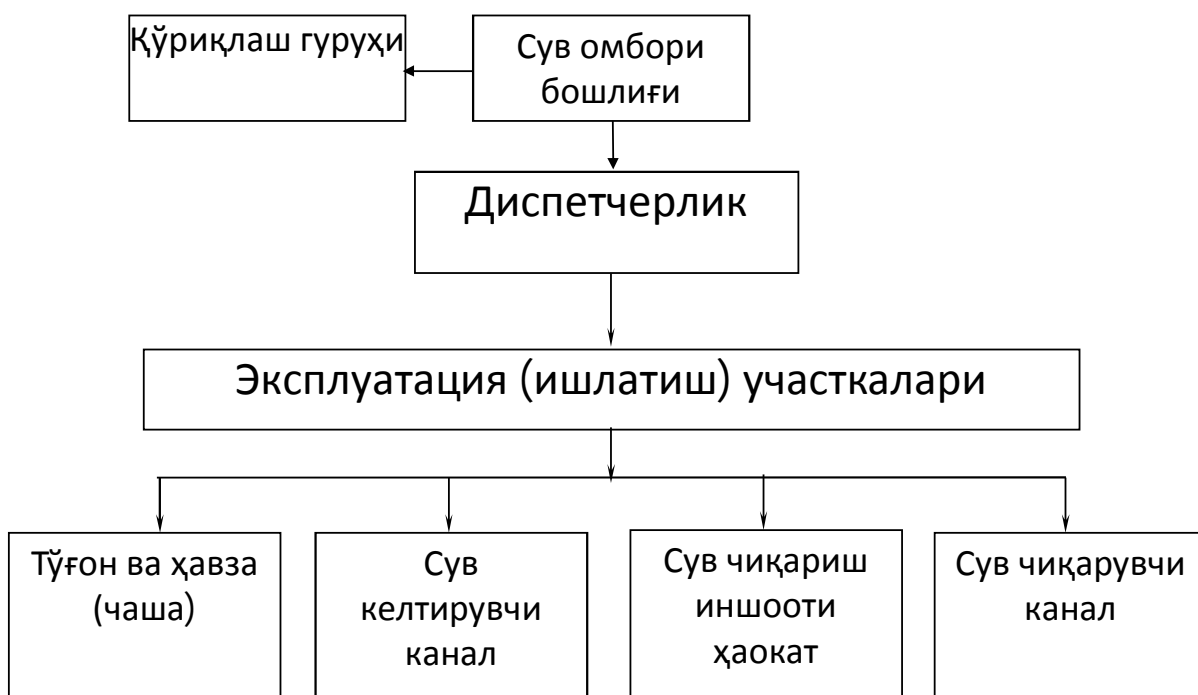 Қўриқлаш гуруҳи
Сув омбори
бошлиғи
Диспетчерлик
Эксплуатация (ишлатиш) участкалари
Тўғон ва ҳавза
(чаша)
Сув
келтирувчи
канал
Сув чиқариш
иншооти
ҳаокат
Сув чиқарувчи
канал